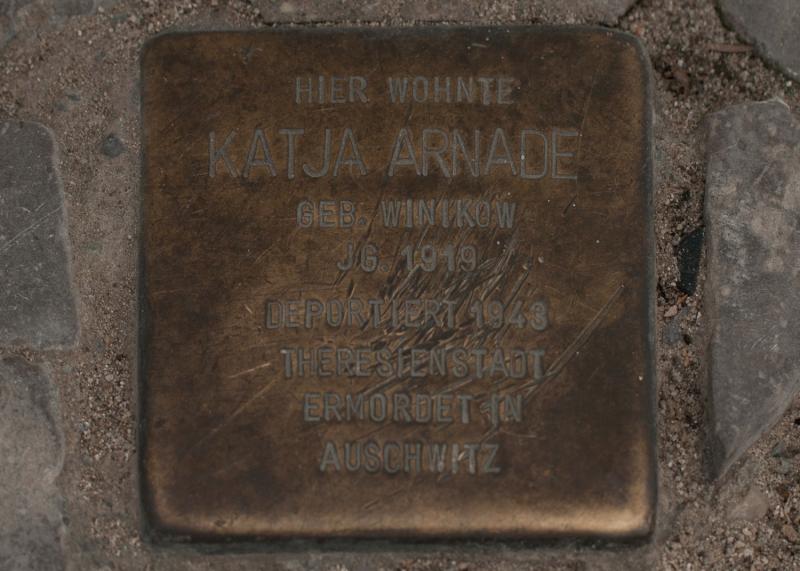 HIER WOHNTE
KATJA ARNADE
GEB. WINIKOW
JG. 1919
DEPORTIERT 1943
THERESIENSTADT
ERMORDET IN
AUSCHWITZ